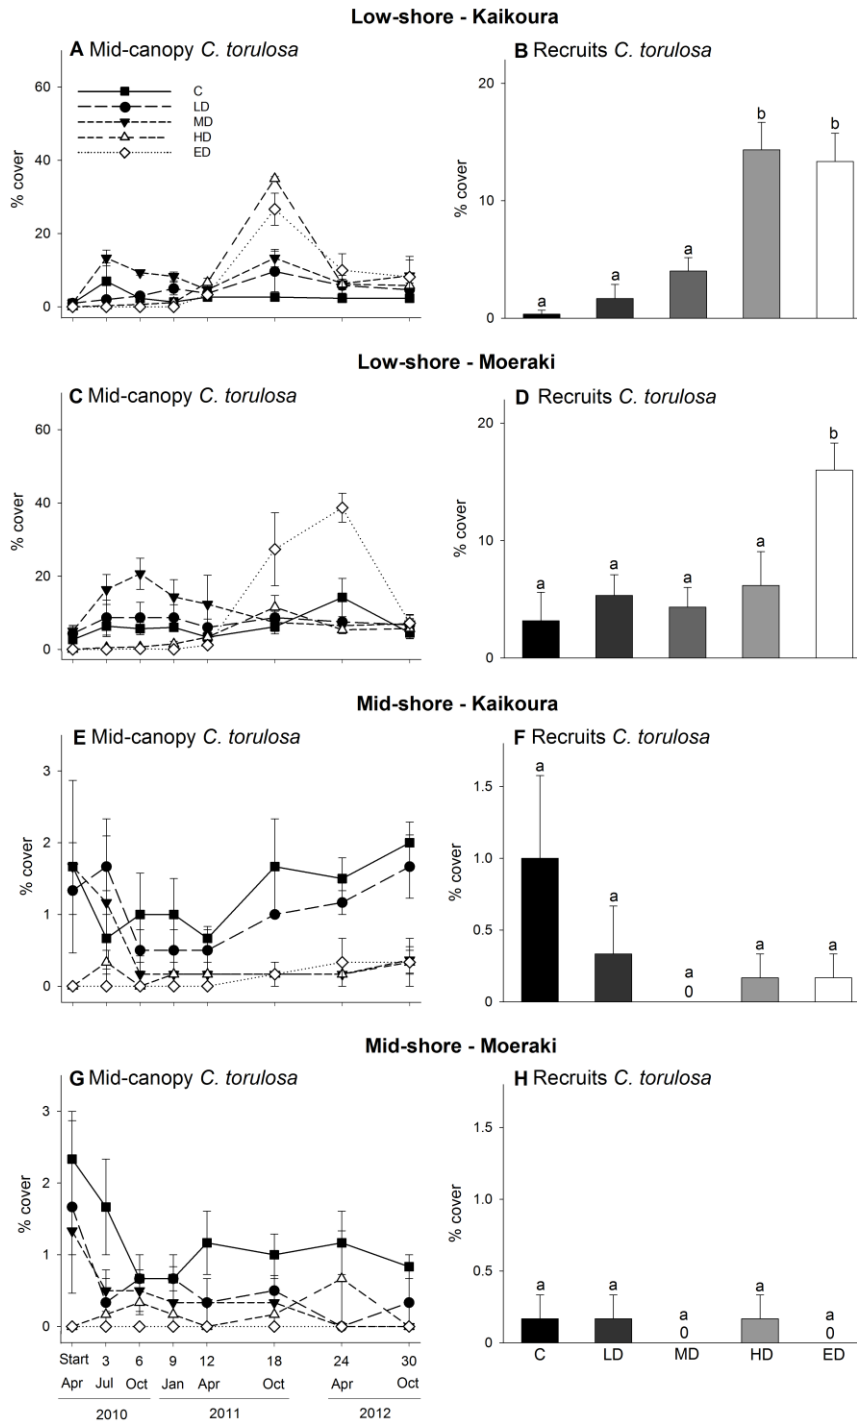 Low-shore - Kaikoura
A Mid-canopy C. torulosa
B Recruits C. torulosa
60
40
20
0
% cover
C
LD
MD
HD
ED
20
10
0
% cover
a
a
a
b
b
Low-shore - Moeraki
C Mid-canopy C. torulosa
D Recruits C. torulosa
60
40
20
0
% cover
20
10
0
% cover
a
a
a
a
b
Mid-shore - Kaikoura
E Mid-canopy C. torulosa
F Recruits C. torulosa
3
2
1
0
% cover
1.5
1.0
0.5
0
% cover
a
a
a
0
a
a
Mid-shore - Moeraki
G Mid-canopy C. torulosa
H Recruits C. torulosa
3
2
1
0
% cover
Start 3 6 9 12 18 24 30
Apr Jul Oct Jan Apr Oct Apr Oct
2010 2011 2012
1.5
1.0
0.5
0
% cover
a
a
a
0
a
a
0
C LD MD HD ED